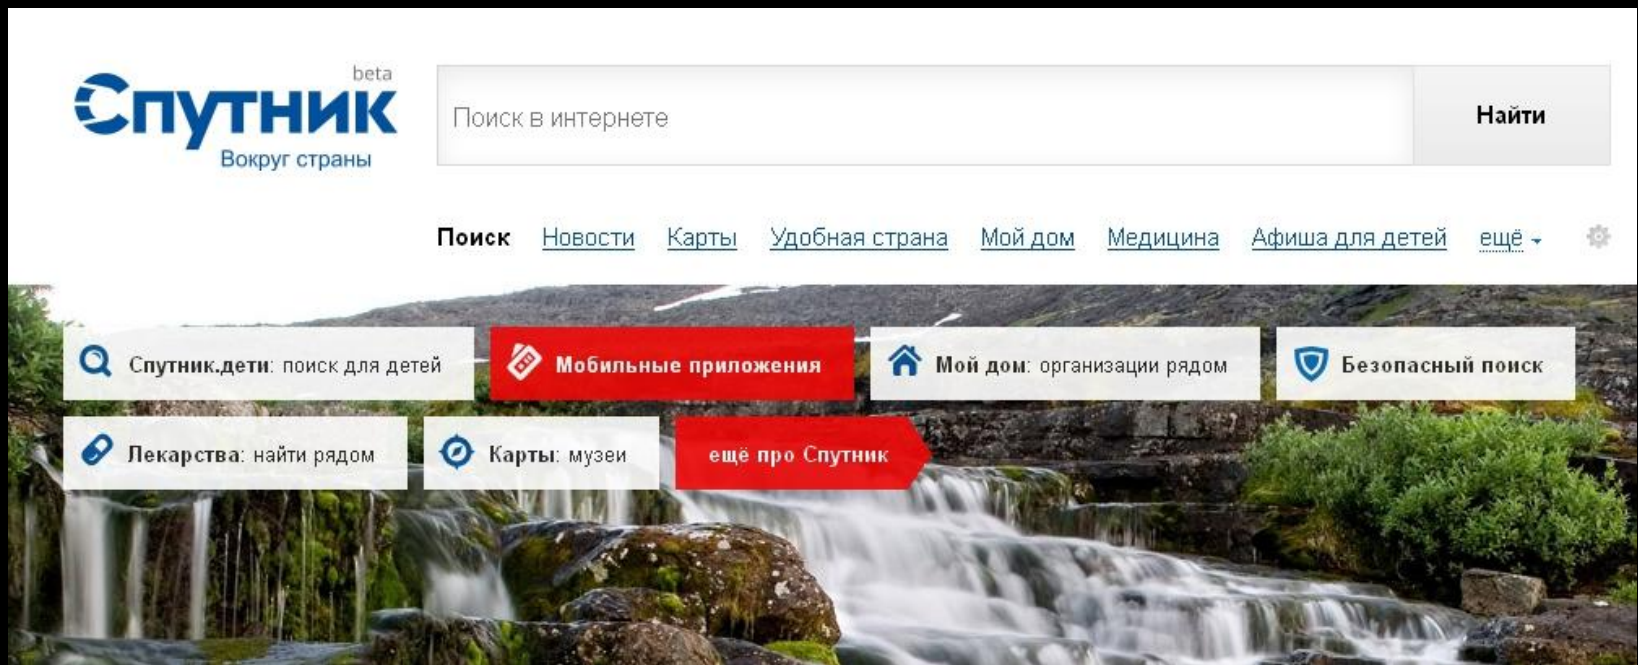 beta
Спутник
Вокруг страны
Поиск в интернете
Найти
Поиск Новости Карты Удобная страна Мой дом Медицина Афиша для детей ещё
Спутник.дети: поиск для детей
Мобильные приложения
Мой дом: организации рядом
Безопасный поиск
Лекарства: найти рядом
Карты: музеи
ещё про Спутник